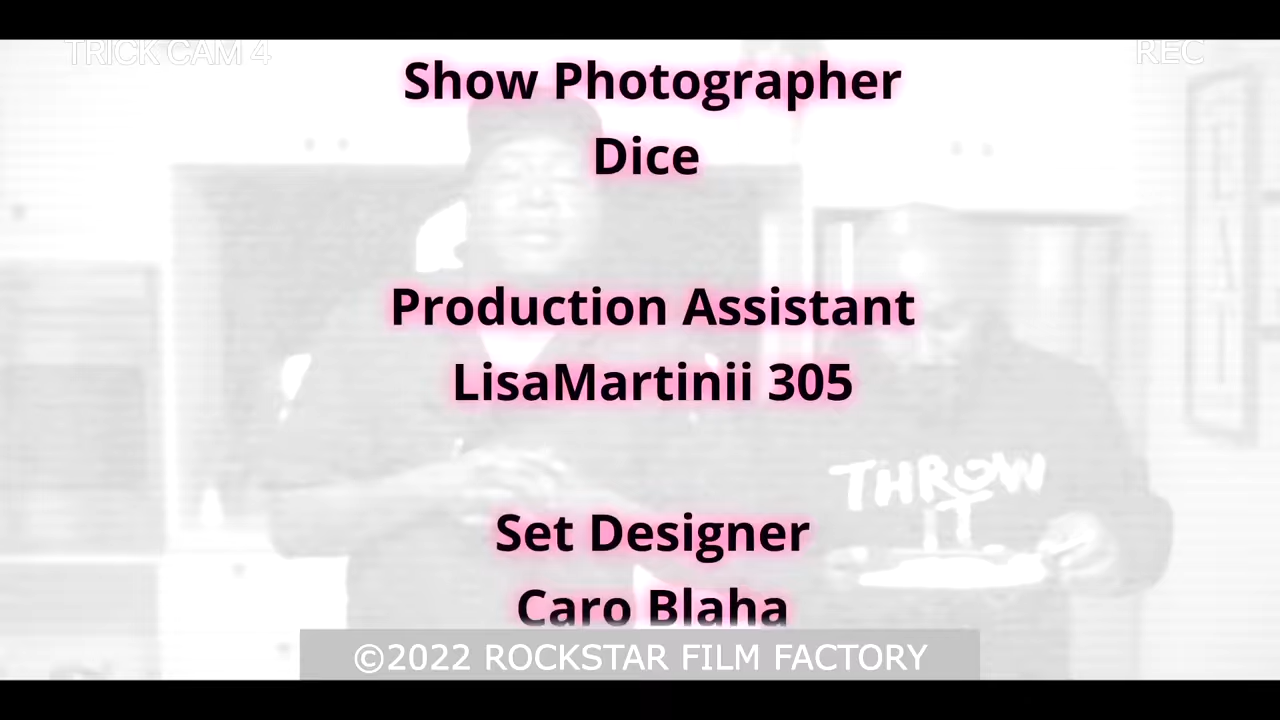 TRICK CAM 4
REC
Show Photographer
Dice
Production Assistant
LisaMartinii 305
THROW
IT
Set Designer
Caro Blaha
©2022 ROCKSTAR FILM FACTORY